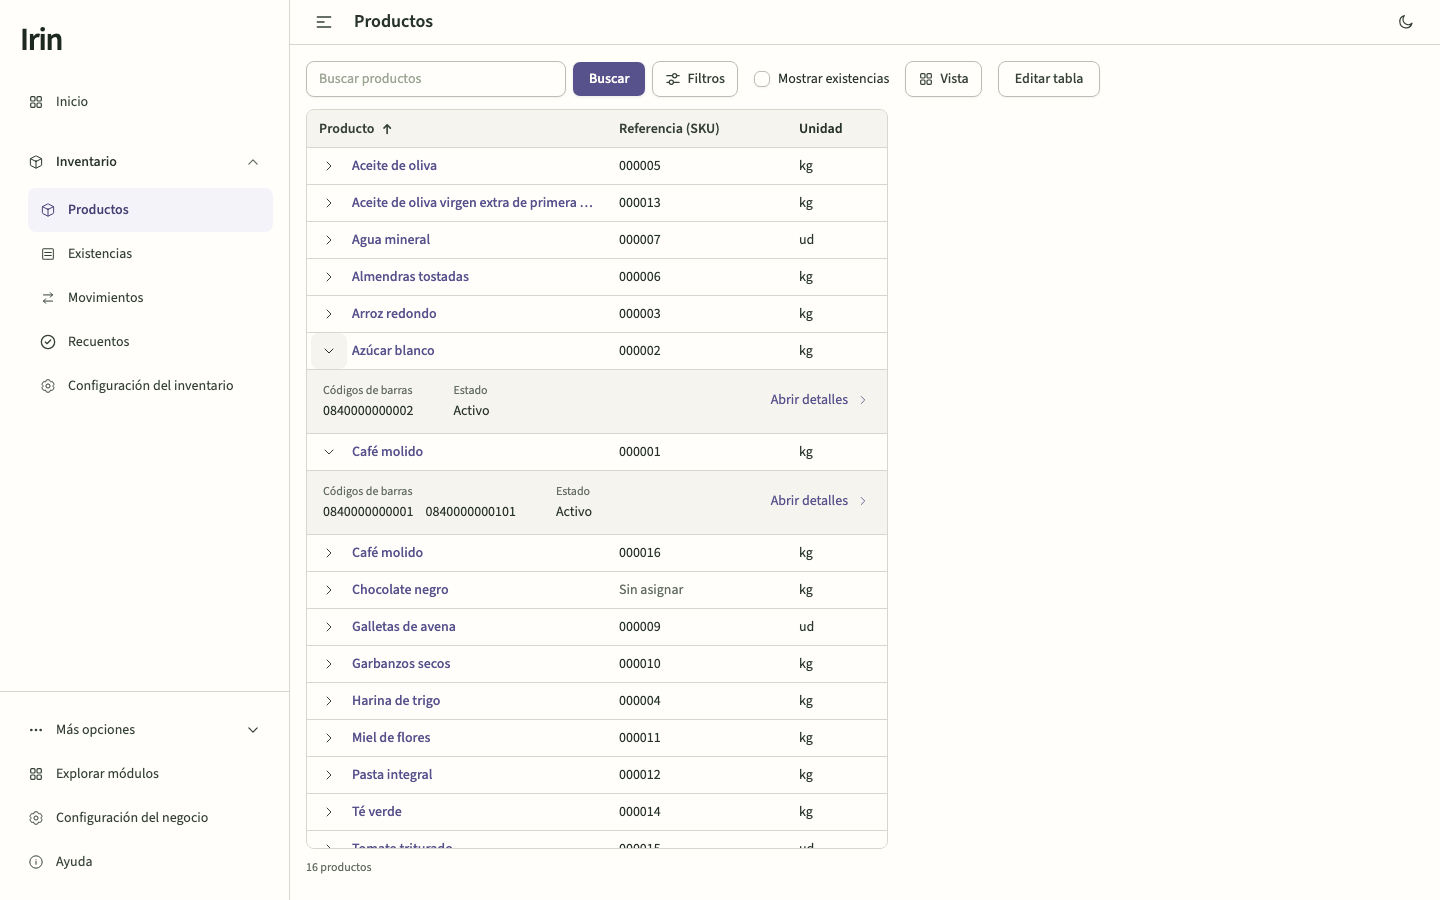 Irin
Inicio
Inventario
Productos
Existencias
Movimientos
Recuentos
Configuración del inventario
Más opciones
Explorar módulos
Configuración del negocio
Ayuda
Productos
Buscar productos
Buscar
Filtros
Mostrar existencias
Vista
Editar tabla
Producto Referencia (SKU) Unidad
Aceite de oliva 000005 kg
Aceite de oliva virgen extra de primera ... 000013 kg
Agua mineral 000007 ud
Almendras tostadas 000006 kg
Arroz redondo 000003 kg
Azúcar blanco 000002 kg
Códigos de barras Estado
0840000000002 Activo Abrir detalles
Café molido 000001 kg
Códigos de barras Estado
0840000000001 0840000000101 Activo Abrir detalles
Café molido 000016 kg
Chocolate negro Sin asignar kg
Galletas de avena 000009 ud
Garbanzos secos 000010 kg
Harina de trigo 000004 kg
Miel de flores 000011 kg
Pasta integral 000012 kg
Té verde 000014 kg
Tomate triturado 000015 ud
16 productos